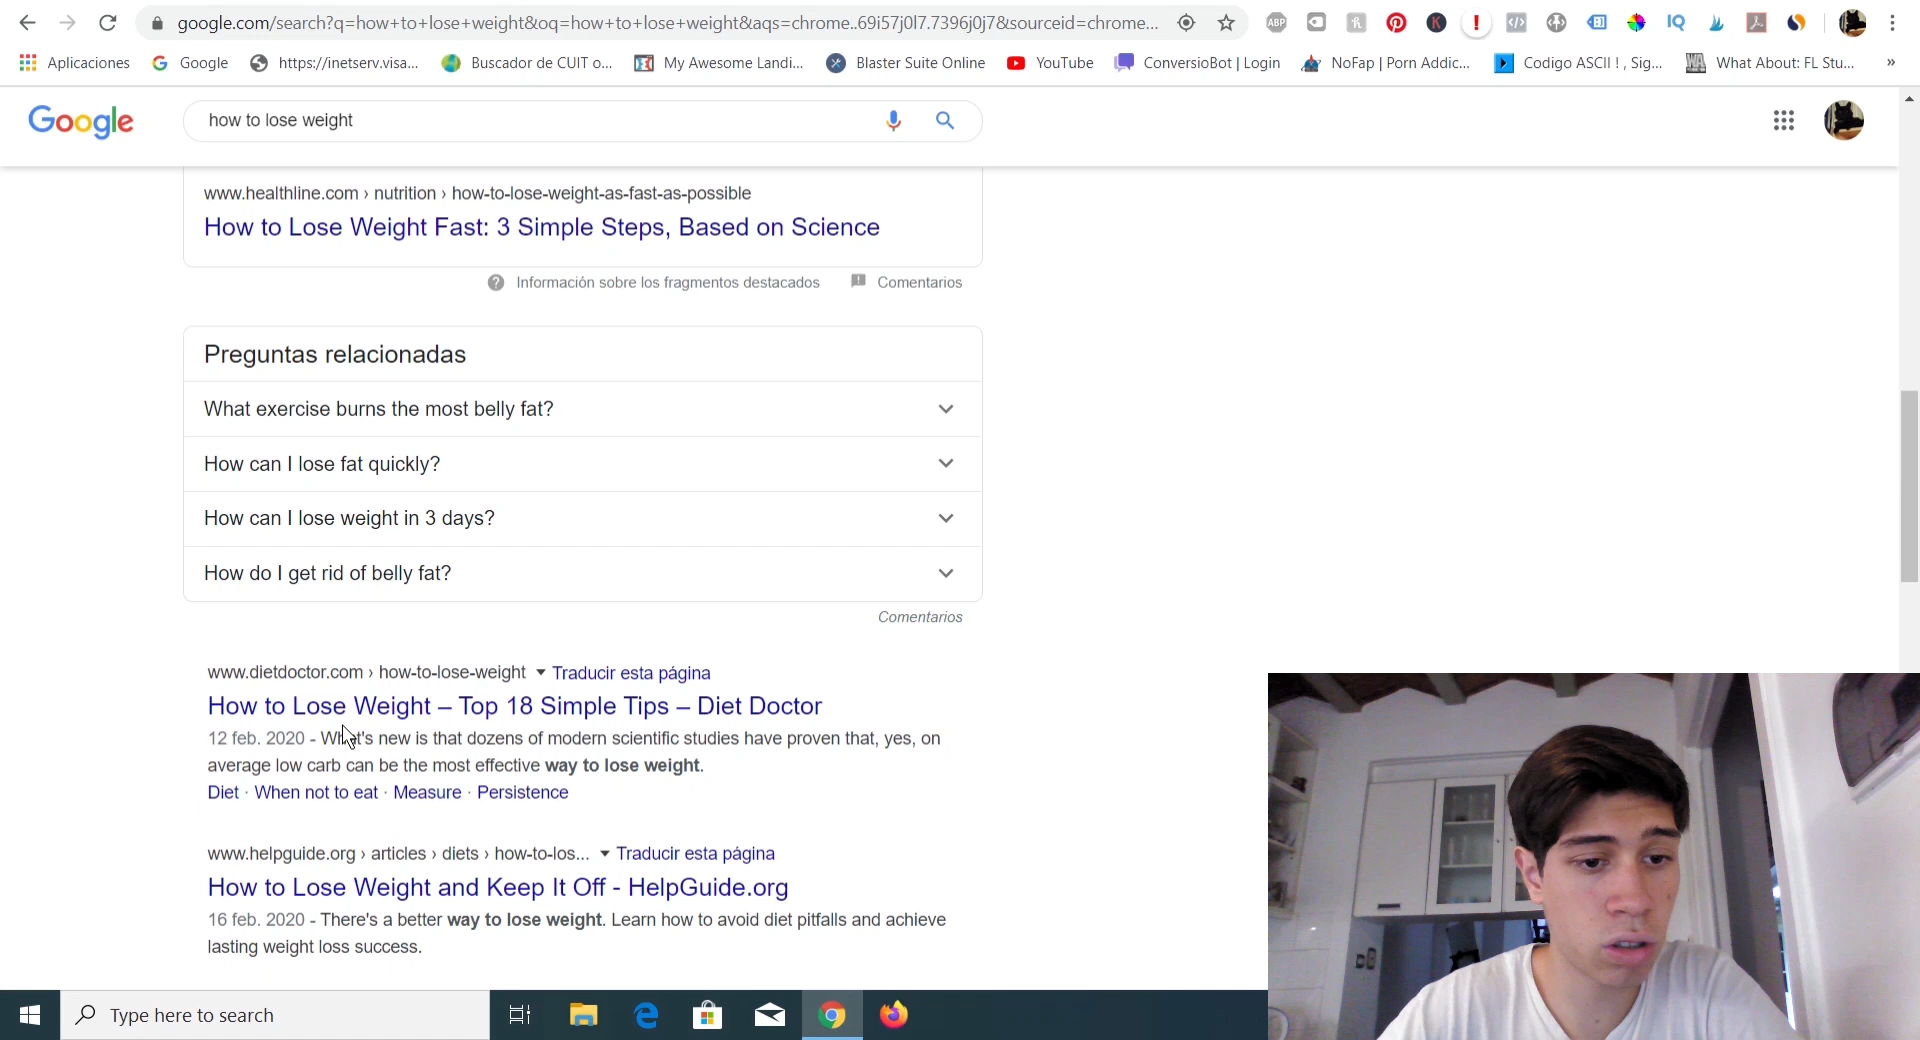 google.com/search?q=how+to+lose+weight&oq=how+to+lose+weight&aqs=chrome..69i57j0l7.7396j0j7&sourceid=chrome...
ABP
IQ
Aplicaciones
Google
https://inetserv.visa...
Buscador de CUIT o...
My Awesome Landi...
Blaster Suite Online
YouTube
ConversioBot | Login
NoFap | Porn Addic...
Codigo ASCII ! , Sig...
What About: FL Stu...
»
Google
how to lose weight
www.healthline.com › nutrition › how-to-lose-weight-as-fast-as-possible
How to Lose Weight Fast: 3 Simple Steps, Based on Science
Información sobre los fragmentos destacados
Comentarios
Preguntas relacionadas
What exercise burns the most belly fat?
How can I lose fat quickly?
How can I lose weight in 3 days?
How do I get rid of belly fat?
Comentarios
www.dietdoctor.com › how-to-lose-weight
Traducir esta página
How to Lose Weight – Top 18 Simple Tips – Diet Doctor
12 feb. 2020 - What's new is that dozens of modern scientific studies have proven that, yes, on
average low carb can be the most effective way to lose weight.
Diet · When not to eat · Measure · Persistence
www.helpguide.org › articles › diets › how-to-los...
Traducir esta página
How to Lose Weight and Keep It Off - HelpGuide.org
16 feb. 2020 - There's a better way to lose weight. Learn how to avoid diet pitfalls and achieve
lasting weight loss success.
Type here to search